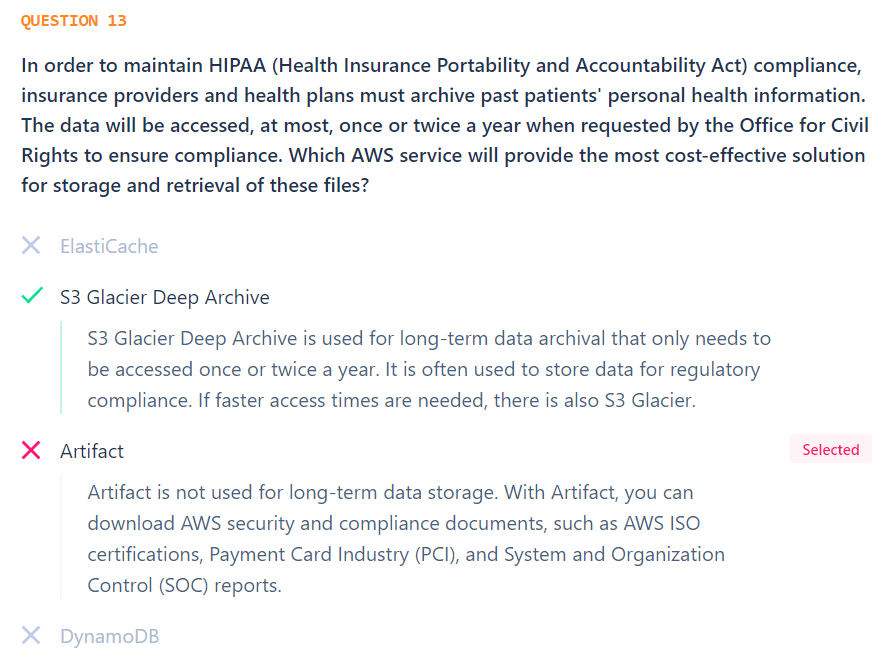 QUESTION 13
In order to maintain HIPAA (Health Insurance Portability and Accountability Act) compliance,
insurance providers and health plans must archive past patients' personal health information.
The data will be accessed, at most, once or twice a year when requested by the Office for Civil
Rights to ensure compliance. Which AWS service will provide the most cost-effective solution
for storage and retrieval of these files?
ElastiCache
S3 Glacier Deep Archive
S3 Glacier Deep Archive is used for long-term data archival that only needs to
be accessed once or twice a year. It is often used to store data for regulatory
compliance. If faster access times are needed, there is also S3 Glacier.
Artifact
Selected
Artifact is not used for long-term data storage. With Artifact, you can
download AWS security and compliance documents, such as AWS ISO
certifications, Payment Card Industry (PCI), and System and Organization
Control (SOC) reports.
DynamoDB